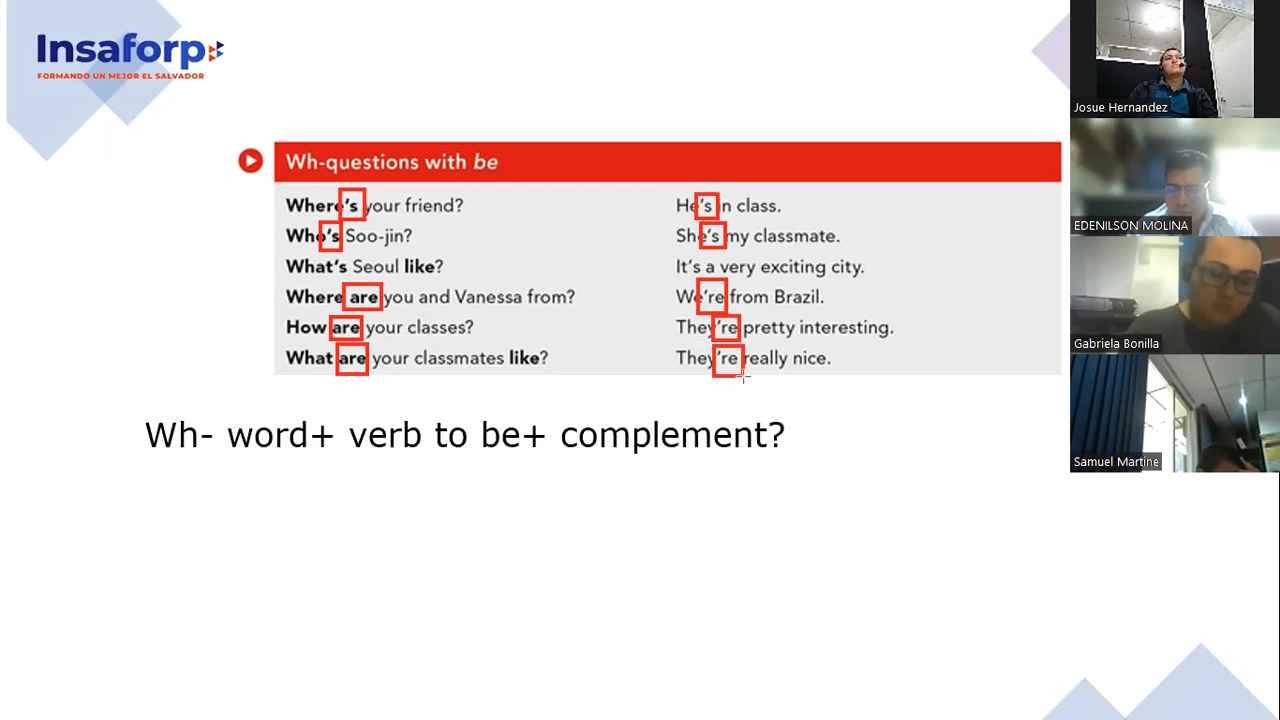 Insaforp
FORMANDO UN MEJOR EL SALVADOR
Wh-questions with be
Where's your friend? He's in class.
Who's Soo-jin? She's my classmate.
What's Seoul like? It's a very exciting city.
Where are you and Vanessa from? We're from Brazil.
How are your classes? They're pretty interesting.
What are your classmates like? They're really nice.
Wh- word+ verb to be+ complement?
Josue Hernandez
EDENILSON MOLINA
Gabriela Bonilla
Samuel Martine